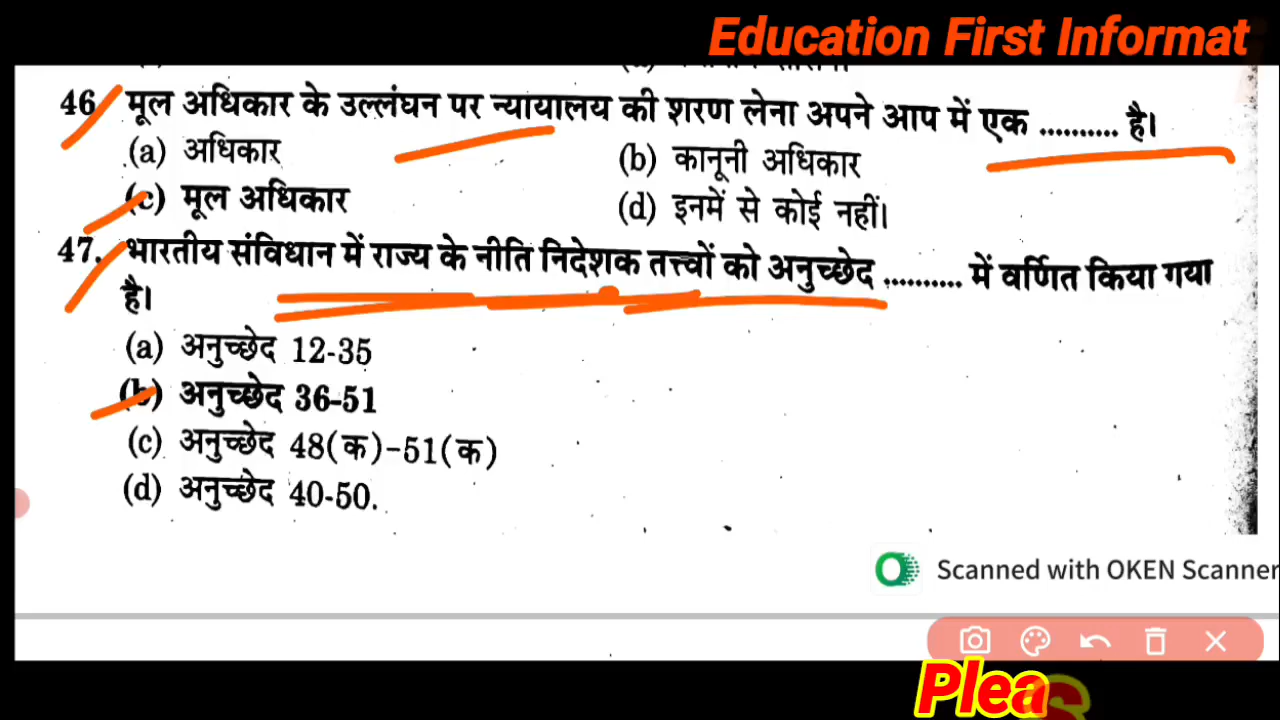 Education First Informat
46. मूल अधिकार के उल्लंघन पर न्यायालय की शरण लेना अपने आप में एक .......... है।
(a) अधिकार (b) कानूनी अधिकार
(c) मूल अधिकार (d) इनमें से कोई नहीं।
47. भारतीय संविधान में राज्य के नीति निदेशक तत्त्वों को अनुच्छेद .......... में वर्णित किया गया
है।
(a) अनुच्छेद 12-35
(b) अनुच्छेद 36-51
(c) अनुच्छेद 48(क)-51(क)
(d) अनुच्छेद 40-50.
Scanned with OKEN Scanner
Plea
S